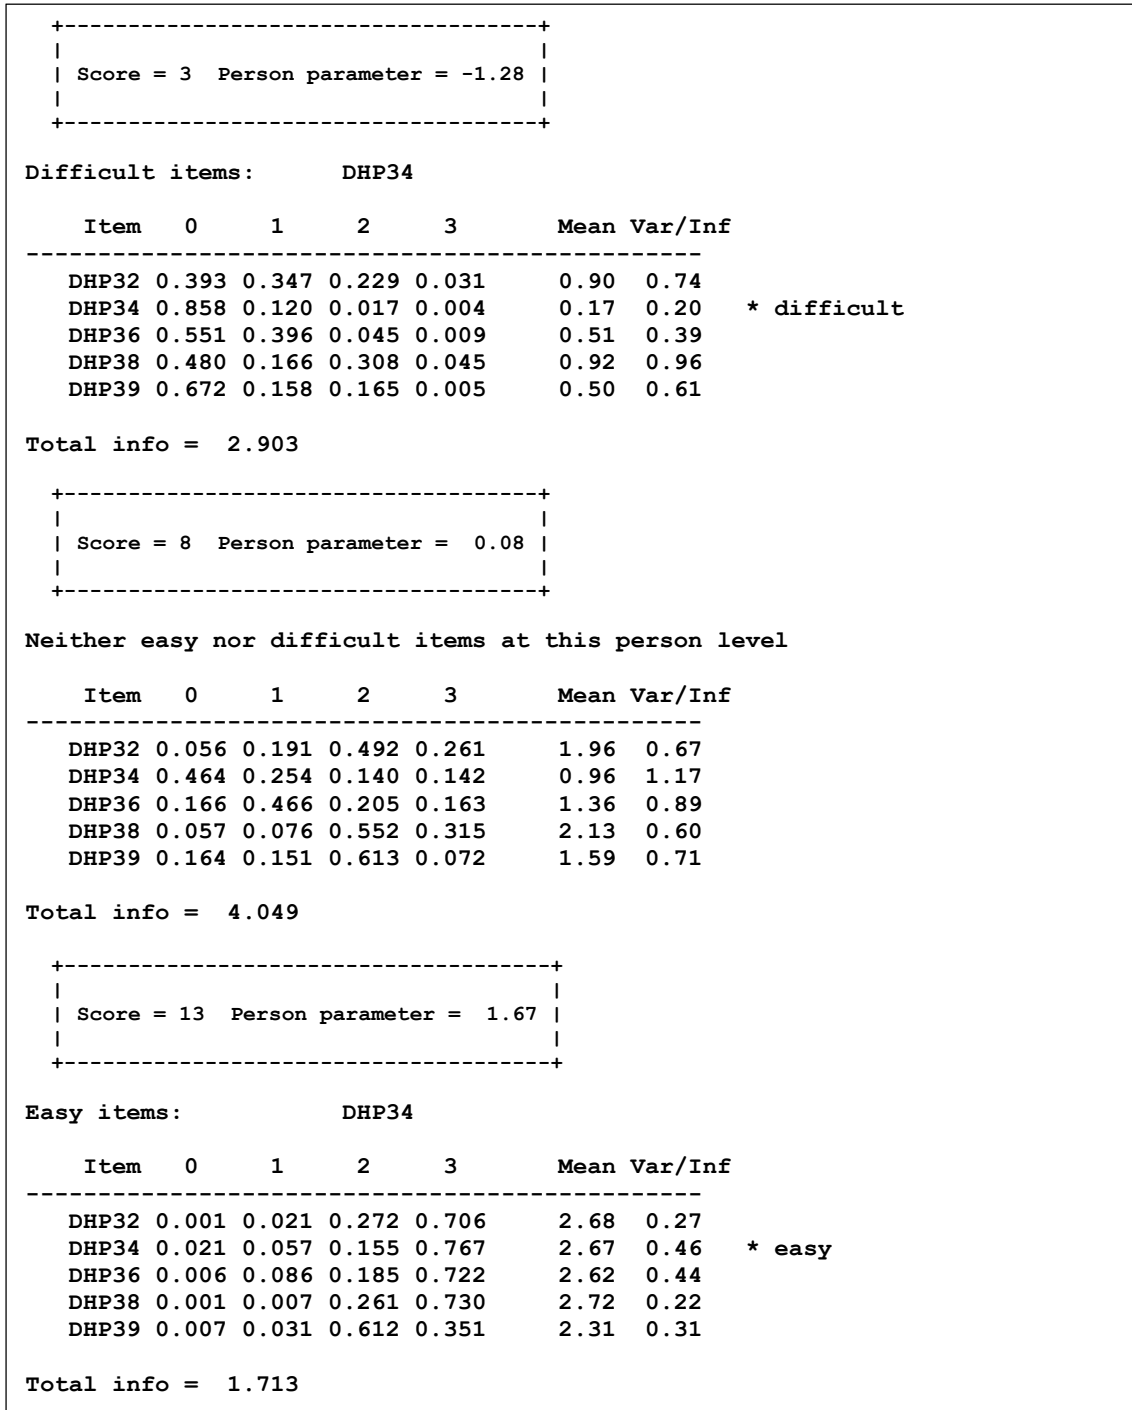 +-------------------------------------+
|                                     |
| Score = 3  Person parameter = -1.28 |
|                                     |
+-------------------------------------+
Difficult items:       DHP34
Item   0      1      2      3        Mean Var/Inf
-----------------------------------------------
DHP32 0.393 0.347 0.229 0.031     0.90  0.74
DHP34 0.858 0.120 0.017 0.004     0.17  0.20   * difficult
DHP36 0.551 0.396 0.045 0.009     0.51  0.39
DHP38 0.480 0.166 0.308 0.045     0.92  0.96
DHP39 0.672 0.158 0.165 0.005     0.50  0.61
Total info =  2.903
+-------------------------------------+
|                                     |
| Score = 8  Person parameter =  0.08 |
|                                     |
+-------------------------------------+
Neither easy nor difficult items at this person level
Item   0      1      2      3        Mean Var/Inf
-----------------------------------------------
DHP32 0.056 0.191 0.492 0.261     1.96  0.67
DHP34 0.464 0.254 0.140 0.142     0.96  1.17
DHP36 0.166 0.466 0.205 0.163     1.36  0.89
DHP38 0.057 0.076 0.552 0.315     2.13  0.60
DHP39 0.164 0.151 0.613 0.072     1.59  0.71
Total info =  4.049
+--------------------------------------+
|                                      |
| Score = 13  Person parameter =  1.67 |
|                                      |
+--------------------------------------+
Easy items:            DHP34
Item   0      1      2      3        Mean Var/Inf
-----------------------------------------------
DHP32 0.001 0.021 0.272 0.706     2.68  0.27
DHP34 0.021 0.057 0.155 0.767     2.67  0.46   * easy
DHP36 0.006 0.086 0.185 0.722     2.62  0.44
DHP38 0.001 0.007 0.261 0.730     2.72  0.22
DHP39 0.007 0.031 0.612 0.351     2.31  0.31
Total info =  1.713